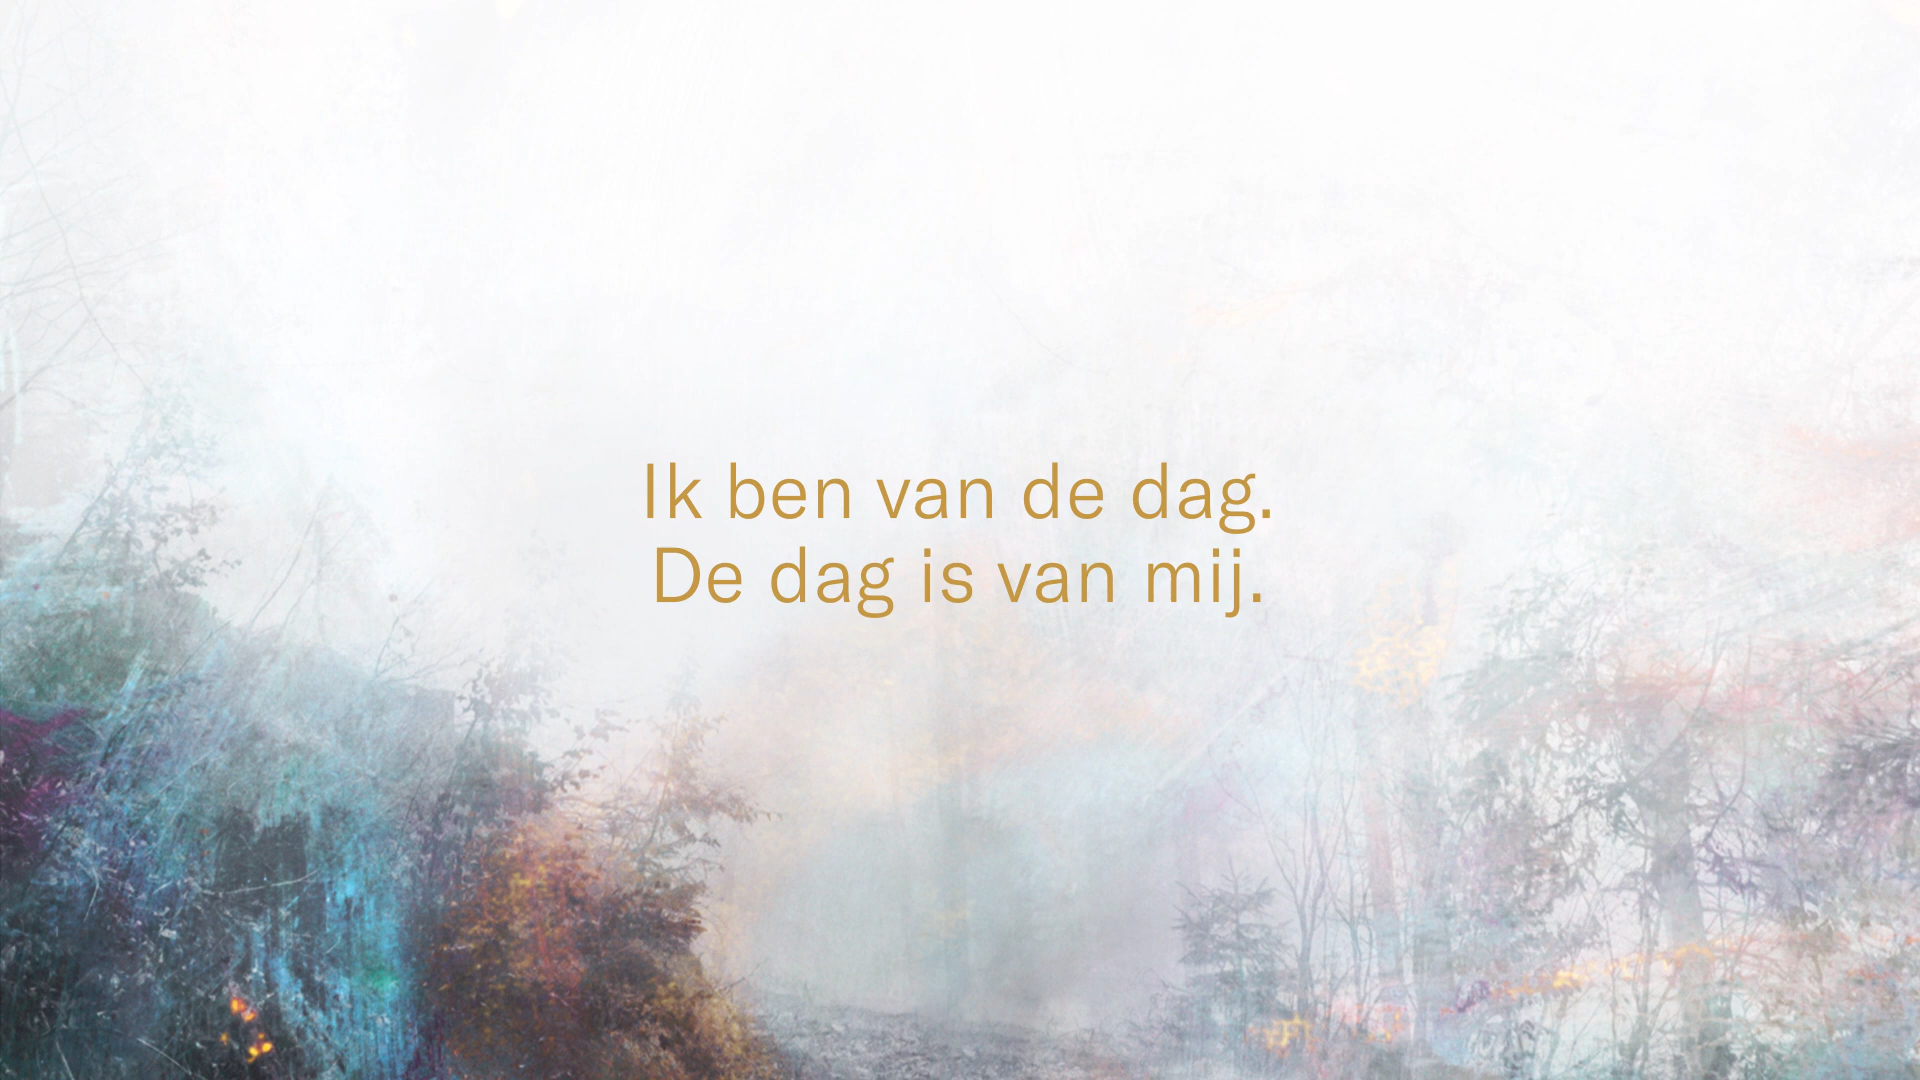 Ik ben van de dag.
De dag is van mij.